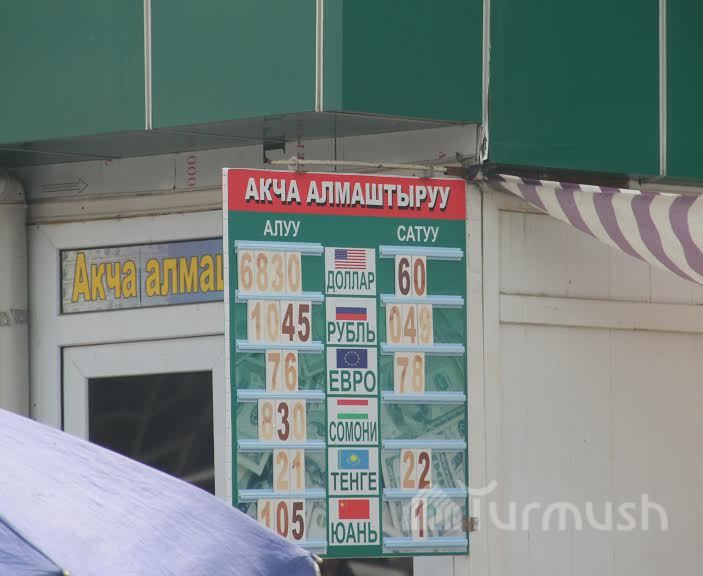 АКЧА АЛМАШТЫРУУ
АЛУУ САТУУ
6830 ДОЛЛАР 60
1045 РУБЛЬ 049
76 ЕВРО 78
830 СОМОНИ
21 ТЕНГЕ 22
105 ЮАНЬ 1
Акча алмаш
Turmush